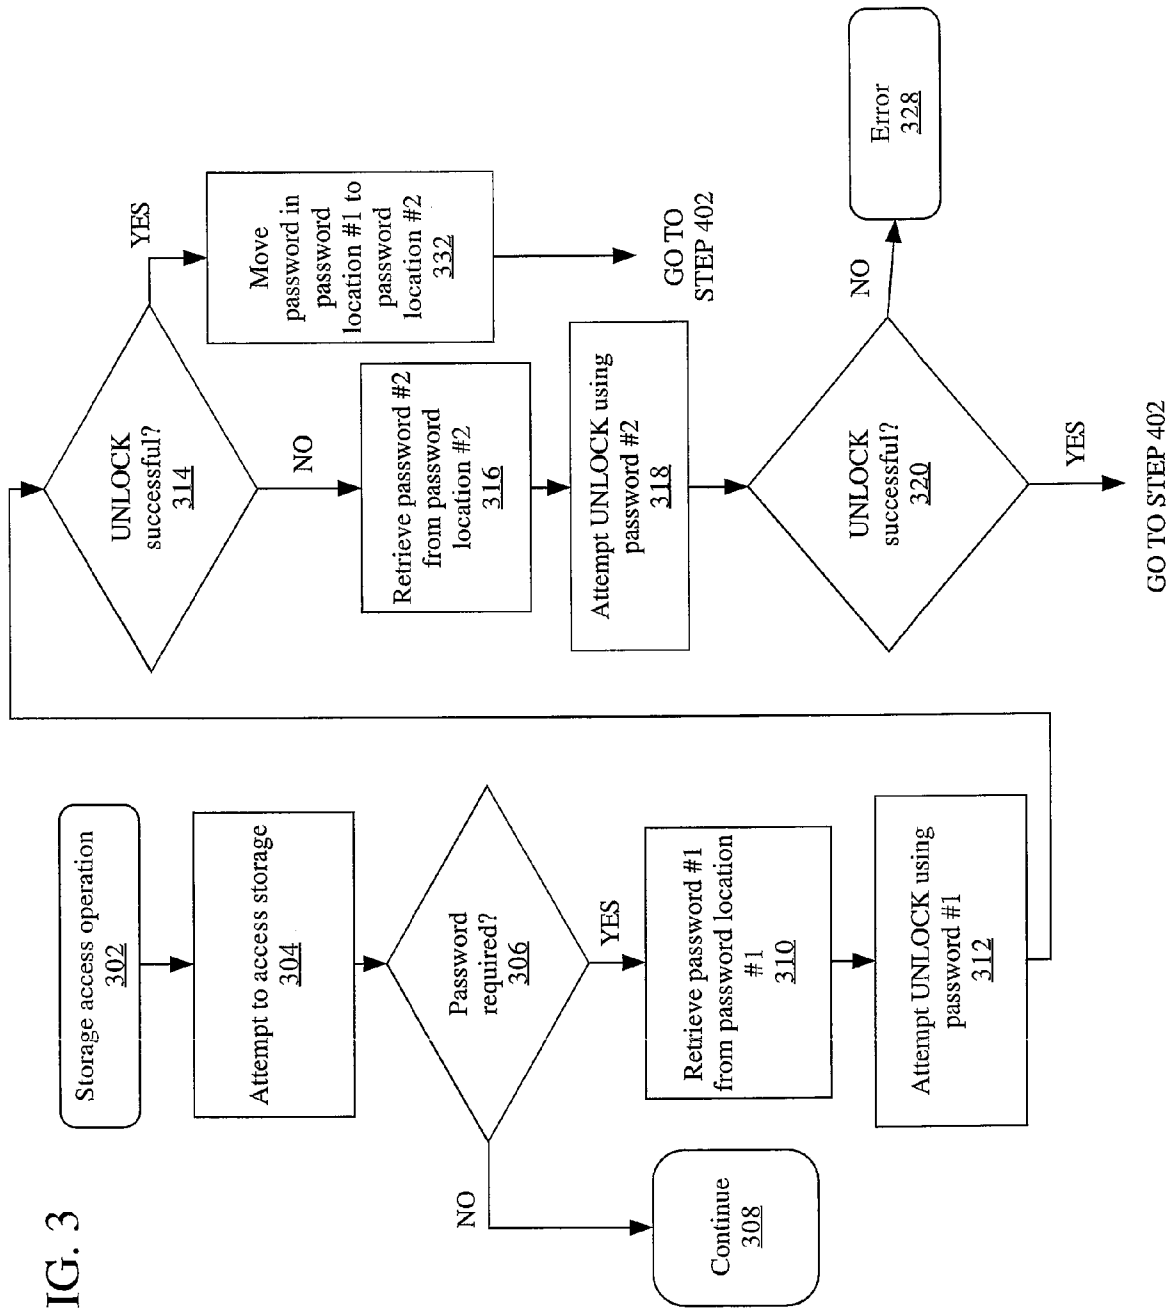 IG. 3
Storage access operation
302
Attempt to access storage
304
Password
required?
306
NO
YES
Continue
308
Retrieve password #1
from password location
#1
310
Attempt UNLOCK using
password #1
312
UNLOCK
successful?
314
YES
NO
Move
password in
password
location #1 to
password
location #2
332
GO TO
STEP 402
Retrieve password #2
from password
location #2
316
Attempt UNLOCK using
password #2
318
UNLOCK
successful?
320
NO
Error
328
YES
GO TO STEP 402